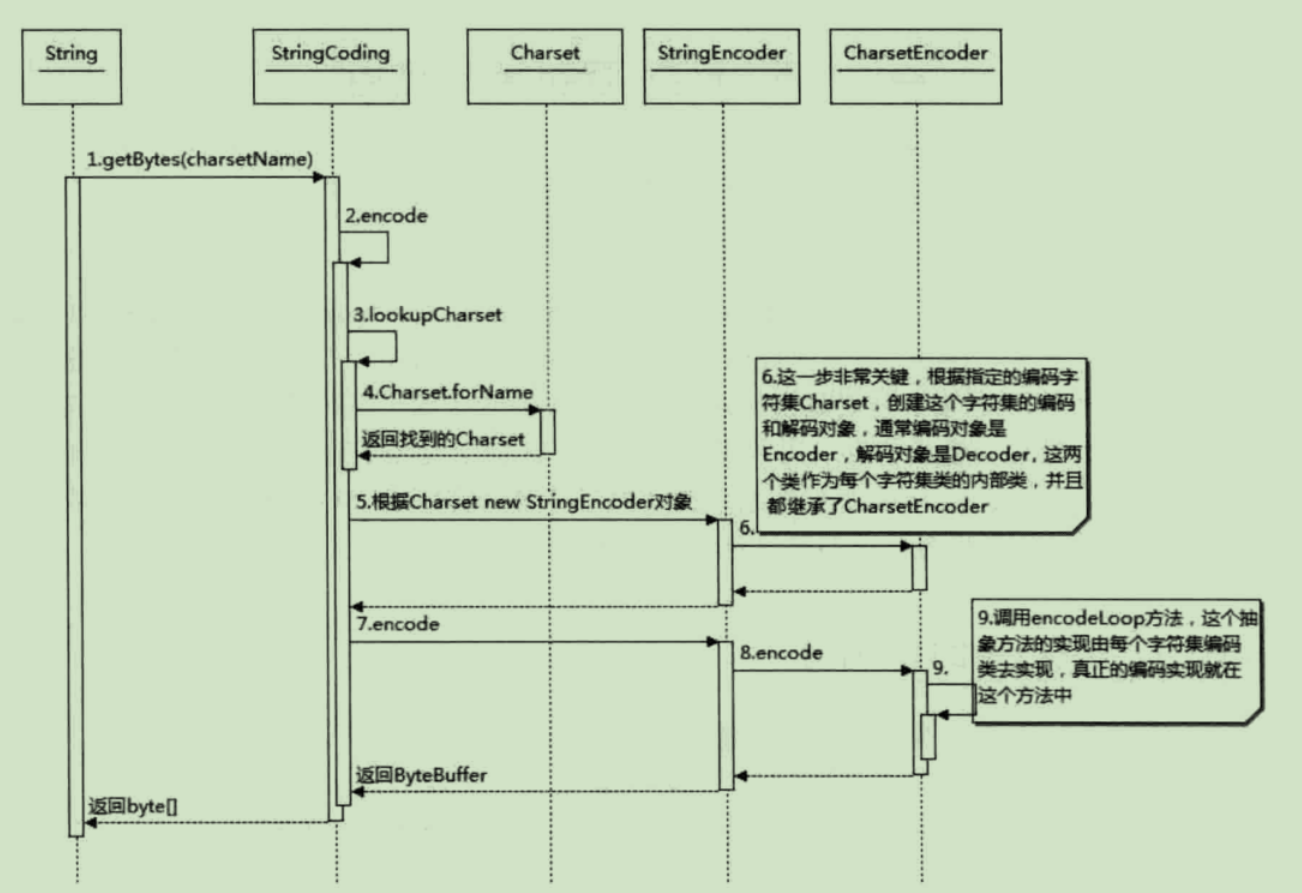 String
StringCoding
Charset
StringEncoder
CharsetEncoder
1.getBytes(charsetName)
2.encode
3.lookupCharset
4.Charset.forName
返回找到的Charset
5.根据Charset new StringEncoder对象
6.
6.这一步非常关键，根据指定的编码字
符集Charset，创建这个字符集的编码
和解码对象，通常编码对象是
Encoder，解码对象是Decoder, 这两
个类作为每个字符集类的内部类，并且
都继承了CharsetEncoder
7.encode
8.encode
9.
9.调用encodeLoop方法，这个抽
象方法的实现由每个字符集编码
类去实现，真正的编码实现就在
这个方法中
返回ByteBuffer
返回byte[]